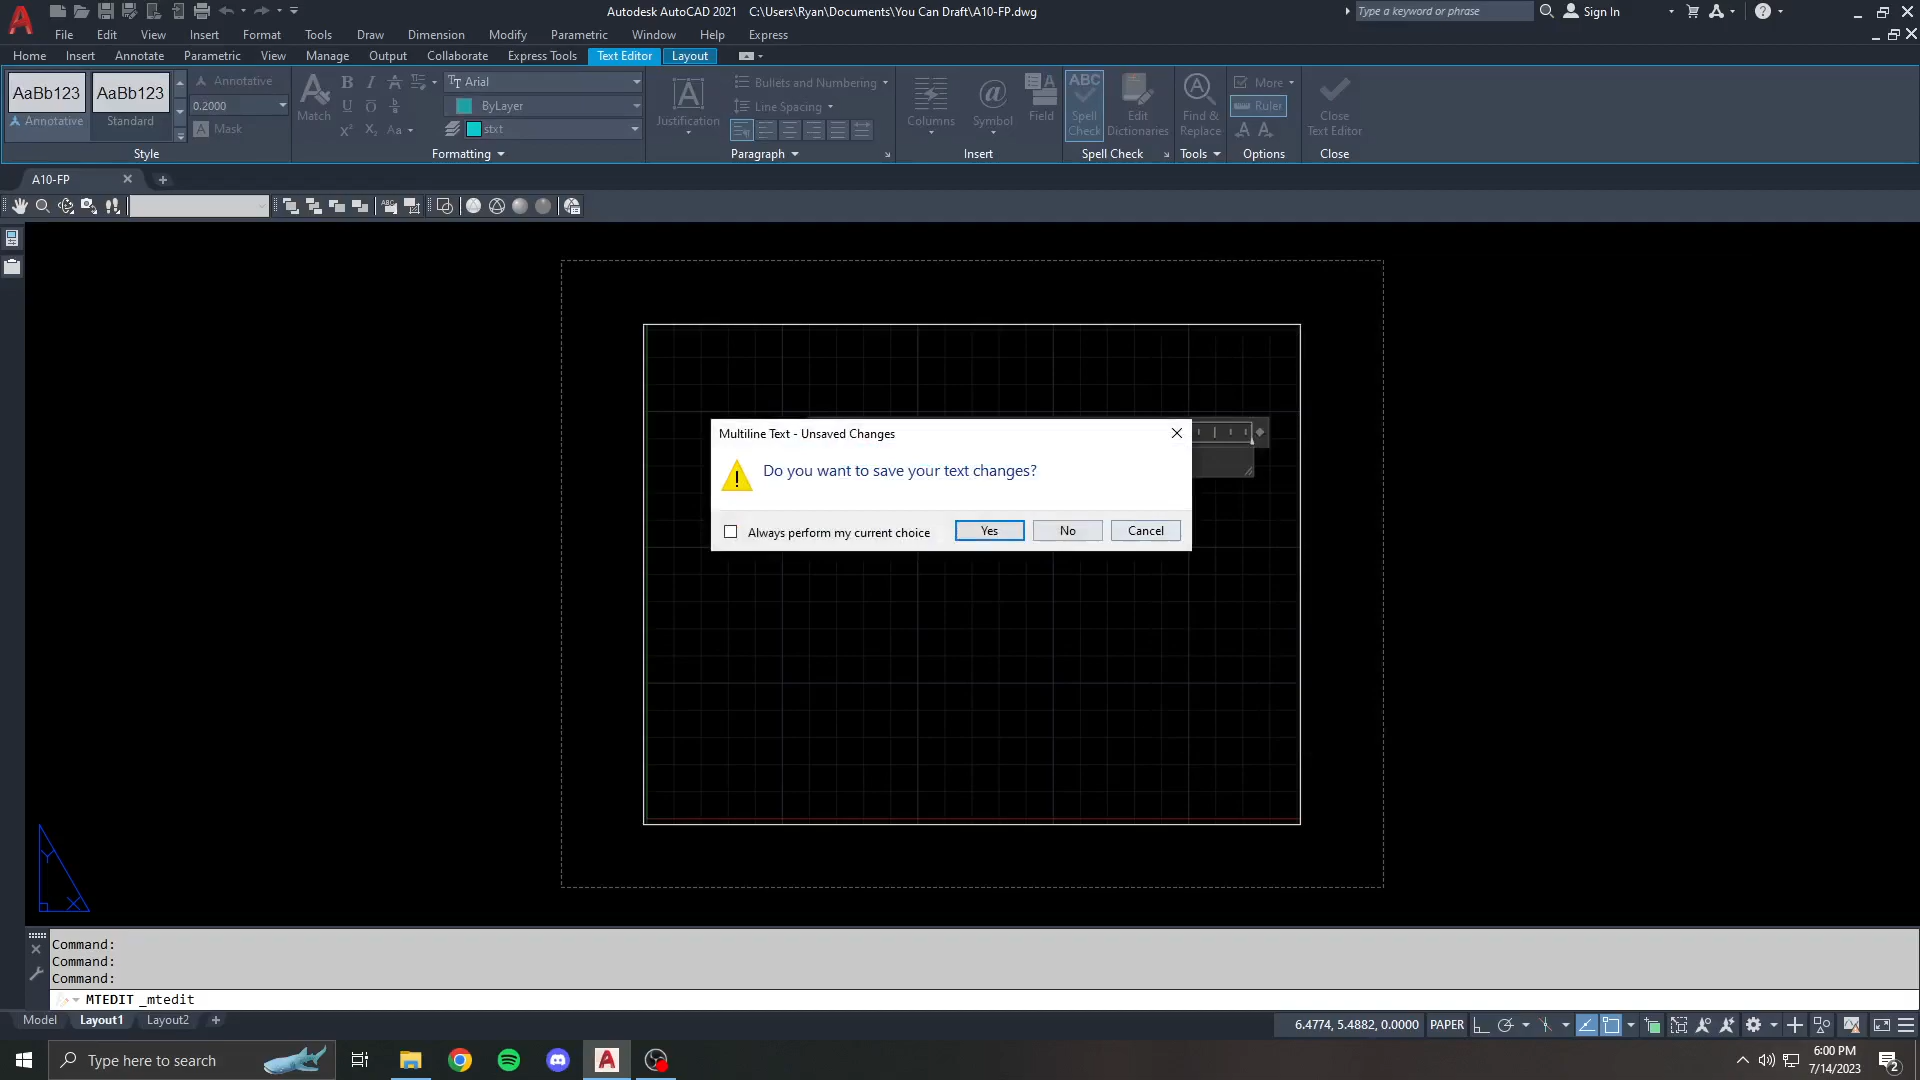 Autodesk AutoCAD 2021 C:\Users\Ryan\Documents\You Can Draft\A10-FP.dwg
Type a keyword or phrase
Sign In
File Edit View Insert Format Tools Draw Dimension Modify Parametric Window Help Express
Home Insert Annotate Parametric View Manage Output Collaborate Express Tools Text Editor Layout
AaBb123 AaBb123
Annotative Standard
Annotative
0.2000
Mask
Style
Match
Arial
ByLayer
stxt
Formatting
Justification
Bullets and Numbering
Line Spacing
Paragraph
Columns
Symbol
Field
Insert
ABC
Spell
Check
Edit
Dictionaries
Spell Check
Find &
Replace
Tools
More
Ruler
Options
Close
Text Editor
Close
A10-FP
Multiline Text - Unsaved Changes
Do you want to save your text changes?
Always perform my current choice Yes No Cancel
Y
X
Command:
Command:
Command:
MTEDIT _mtedit
Model Layout1 Layout2
6.4774, 5.4882, 0.0000 PAPER
Type here to search
6:00 PM
7/14/2023
2